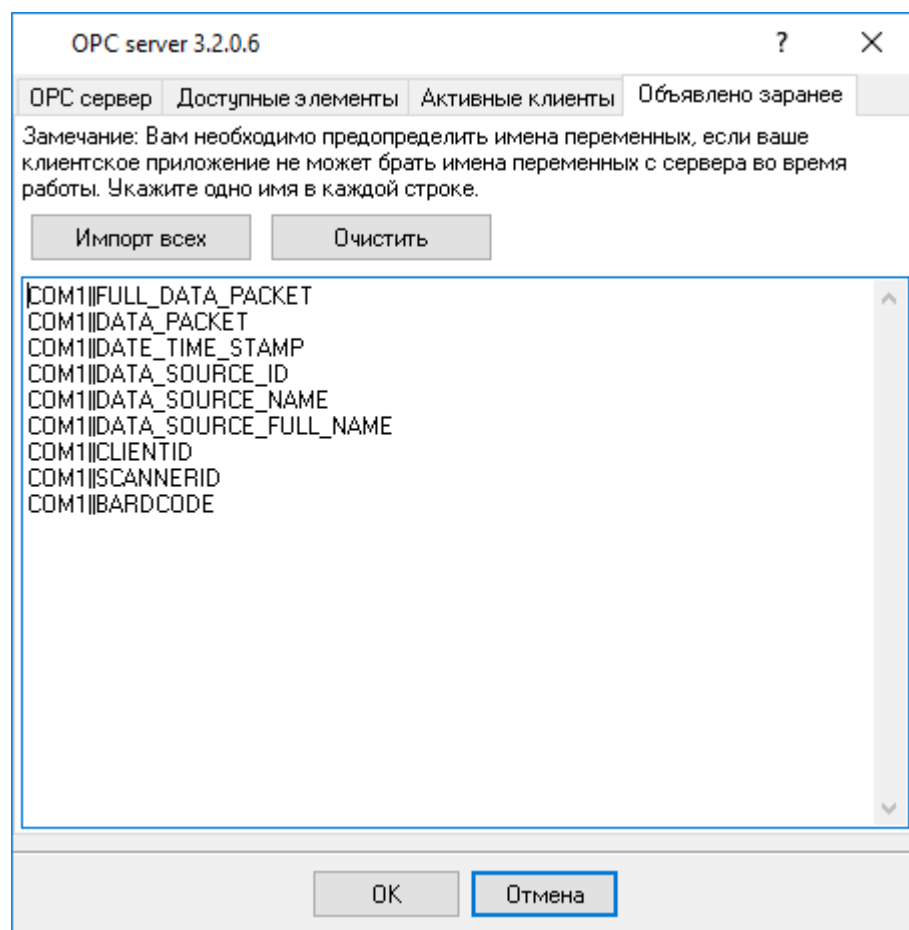 OPC server 3.2.0.6
OPC сервер Доступные элементы Активные клиенты Объявлено заранее
Замечание: Вам необходимо предопределить имена переменных, если ваше
клиентское приложение не может брать имена переменных с сервера во время
работы. Укажите одно имя в каждой строке.
Импорт всех Очистить
COM1||FULL_DATA_PACKET
COM1||DATA_PACKET
COM1||DATE_TIME_STAMP
COM1||DATA_SOURCE_ID
COM1||DATA_SOURCE_NAME
COM1||DATA_SOURCE_FULL_NAME
COM1||CLIENTID
COM1||SCANNERID
COM1||BARDCODE
OK Отмена